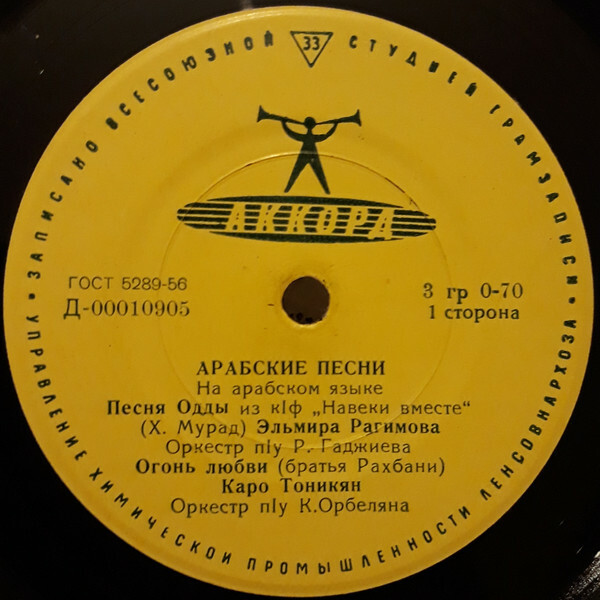 ЗАПИСАНО ВСЕСОЮЗНОЙ 33 СТУДИЕЙ ГРАМЗАПИСИ
УПРАВЛЕНИЕ ХИМИЧЕСКОЙ ПРОМЫШЛЕННОСТИ ЛЕНСОВНАРХОЗА
АККОРД
ГОСТ 5289-56
Д-00010905
3 гр 0-70
1 сторона
АРАБСКИЕ ПЕСНИ
На арабском языке
Песня Одды из к|ф „Навеки вместе"
(Х. Мурад) Эльмира Рагимова
Оркестр п|у Р. Гаджиева
Огонь любви (братья Рахбани)
Каро Тоникян
Оркестр п|у К.Орбеляна